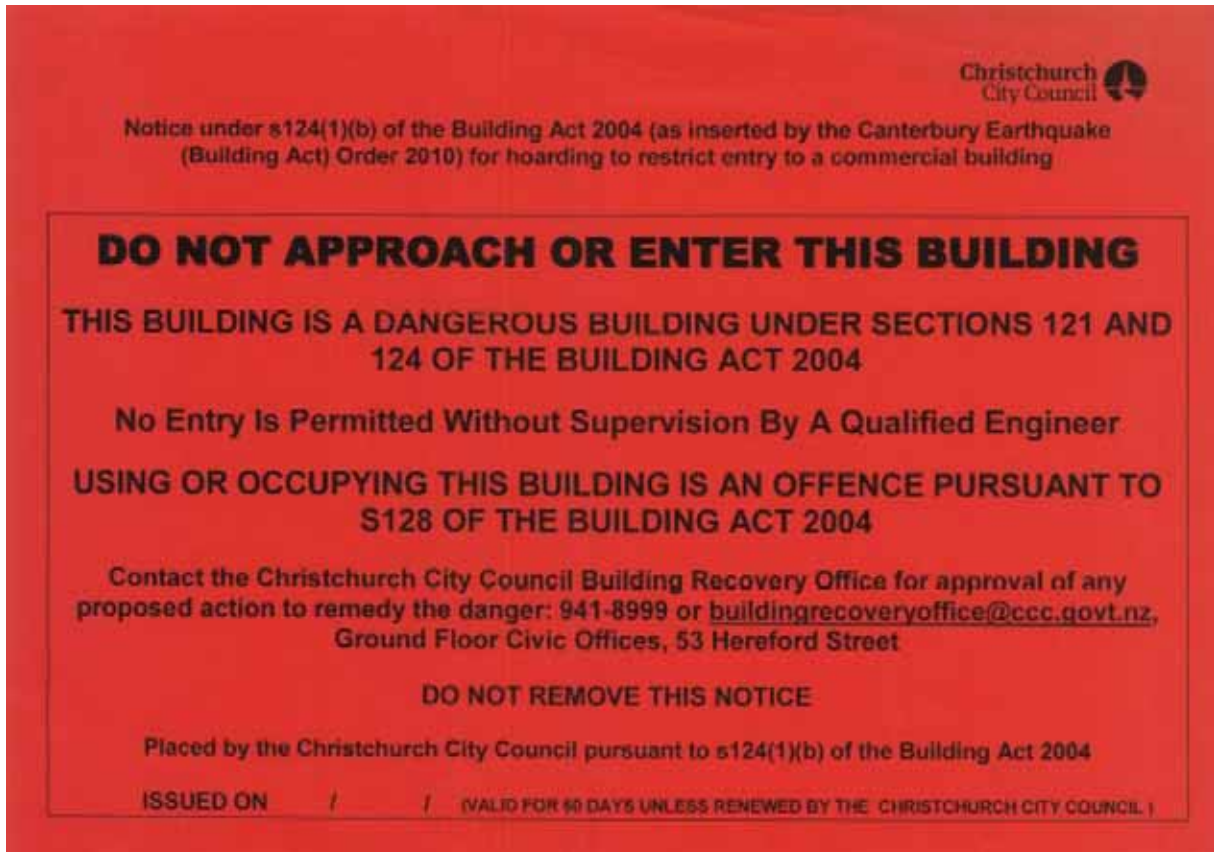 Christchurch
City Council
Notice under s124(1)(b) of the Building Act 2004 (as inserted by the Canterbury Earthquake
(Building Act) Order 2010) for hoarding to restrict entry to a commercial building
DO NOT APPROACH OR ENTER THIS BUILDING
THIS BUILDING IS A DANGEROUS BUILDING UNDER SECTIONS 121 AND
124 OF THE BUILDING ACT 2004
No Entry Is Permitted Without Supervision By A Qualified Engineer
USING OR OCCUPYING THIS BUILDING IS AN OFFENCE PURSUANT TO
S128 OF THE BUILDING ACT 2004
Contact the Christchurch City Council Building Recovery Office for approval of any
proposed action to remedy the danger: 941-8999 or buildingrecoveryoffice@ccc.govt.nz,
Ground Floor Civic Offices, 53 Hereford Street
DO NOT REMOVE THIS NOTICE
Placed by the Christchurch City Council pursuant to s124(1)(b) of the Building Act 2004
ISSUED ON / / (VALID FOR 60 DAYS UNLESS RENEWED BY THE CHRISTCHURCH CITY COUNCIL )